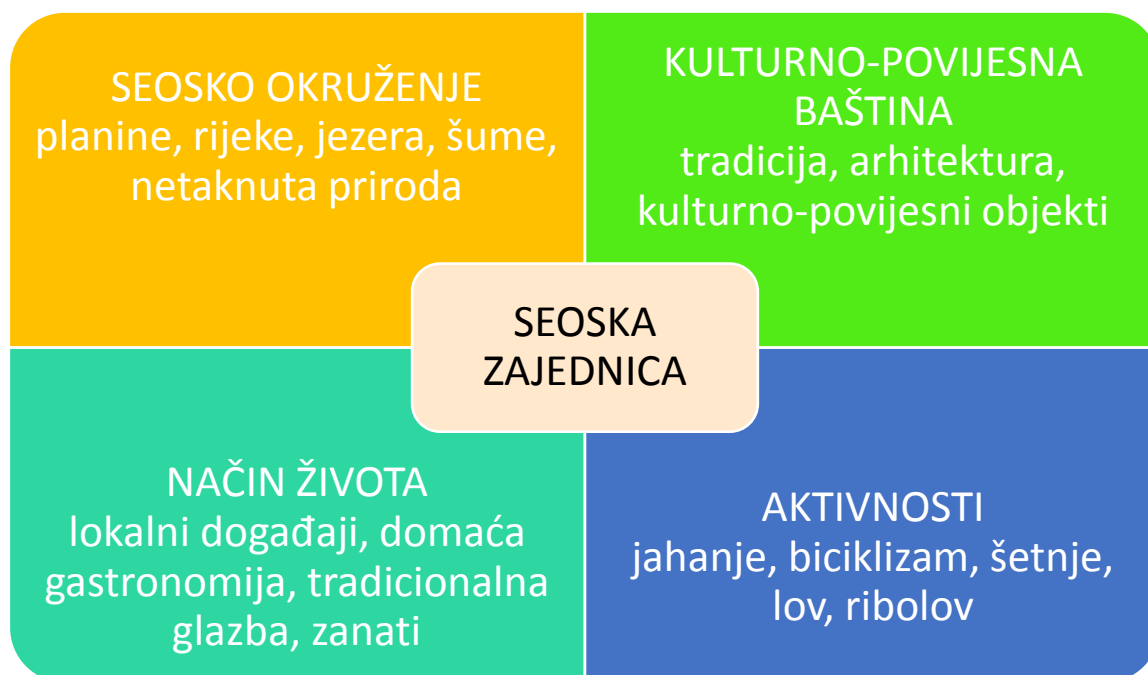 SEOSKO OKRUŽENJE
planine, rijeke, jezera, šume,
netaknuta priroda
KULTURNO-POVIJESNA
BAŠTINA
tradicija, arhitektura,
kulturno-povijesni objekti
SEOSKA
ZAJEDNICA
NAČIN ŽIVOTA
lokalni događaji, domaća
gastronomija, tradicionalna
glazba, zanati
AKTIVNOSTI
jahanje, biciklizam, šetnje,
lov, ribolov